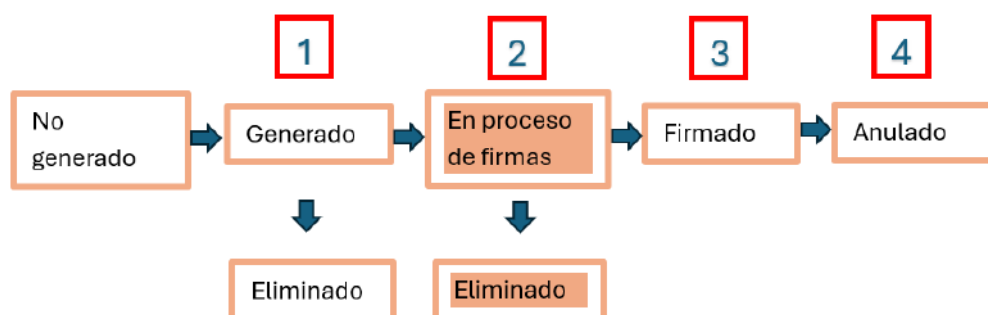 1
2
3
4
No
generado
Generado
En proceso
de firmas
Firmado
Anulado
Eliminado
Eliminado